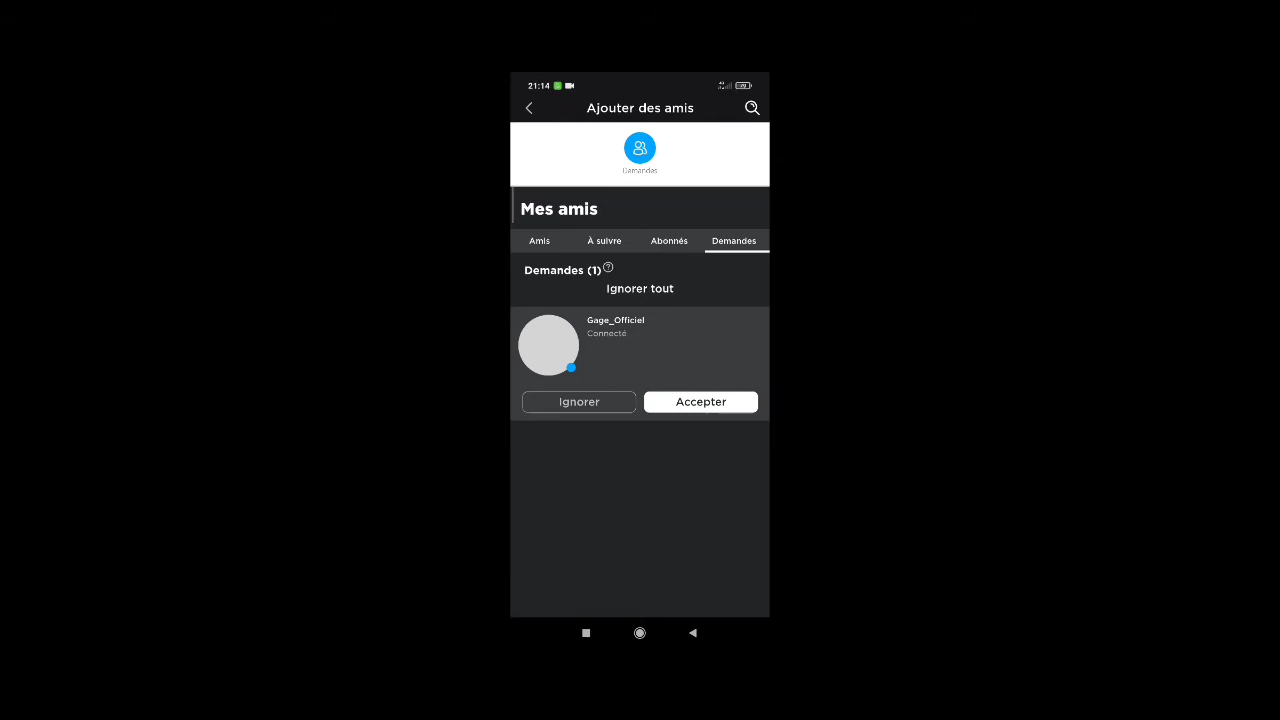 21:14
Ajouter des amis
Demandes
Mes amis
Amis À suivre Abonnés Demandes
Demandes (1)
Ignorer tout
Gage_Officiel
Connecté
Ignorer Accepter